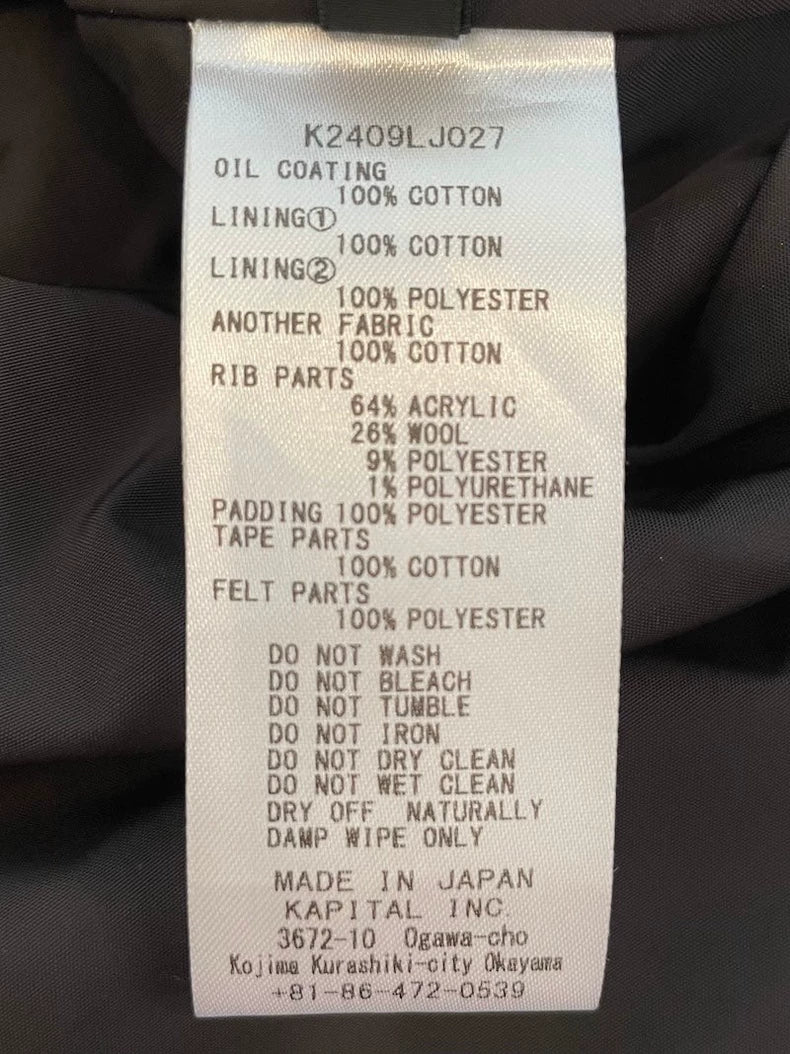 K2409LJ027
OIL COATING
100% COTTON
LINING①
100% COTTON
LINING②
100% POLYESTER
ANOTHER FABRIC
100% COTTON
RIB PARTS
64% ACRYLIC
26% WOOL
9% POLYESTER
1% POLYURETHANE
PADDING 100% POLYESTER
TAPE PARTS
100% COTTON
FELT PARTS
100% POLYESTER
DO NOT WASH
DO NOT BLEACH
DO NOT TUMBLE
DO NOT IRON
DO NOT DRY CLEAN
DO NOT WET CLEAN
DRY OFF NATURALLY
DAMP WIPE ONLY
MADE IN JAPAN
KAPITAL INC.
3672-10 Ogawa-cho
Kojima Kurashiki-city Okayama
+81-86-472-0539